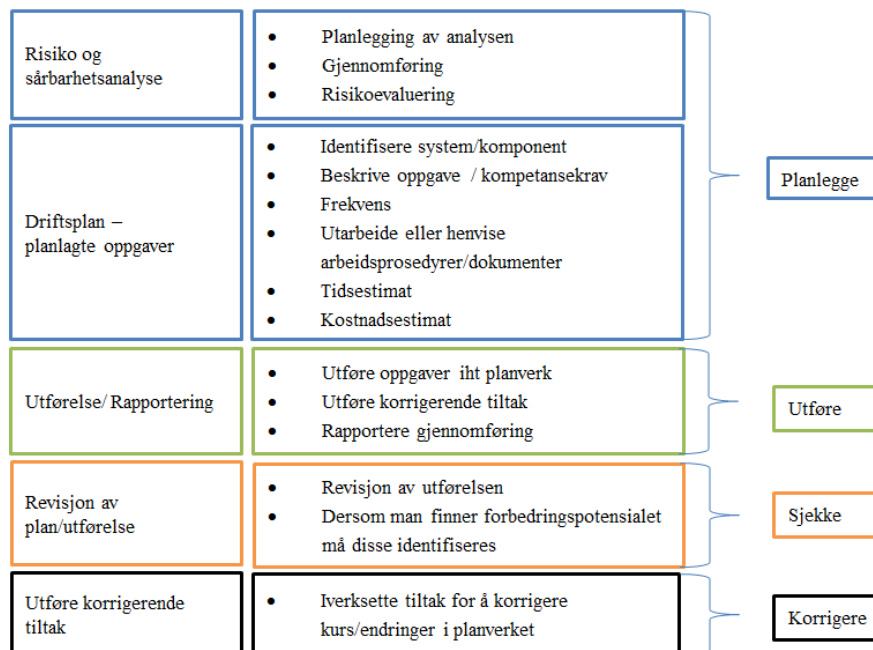 Risiko og
sårbarhetsanalyse
• Planlegging av analysen
• Gjennomføring
• Risikoevaluering
Driftsplan –
planlagte oppgaver
• Identifisere system/komponent
• Beskrive oppgave / kompetansekrav
• Frekvens
• Utarbeide eller henvise
arbeidsprosedyrer/dokumenter
• Tidsestimat
• Kostnadsestimat
Planlegge
Utførelse/ Rapportering
• Utføre oppgaver iht planverk
• Utføre korrigerende tiltak
• Rapportere gjennomføring
Utføre
Revisjon av
plan/utførelse
• Revisjon av utførelsen
• Dersom man finner forbedringspotensialet
må disse identifiseres
Sjekke
Utføre korrigerende
tiltak
• Iverksette tiltak for å korrigere
kurs/endringer i planverket
Korrigere